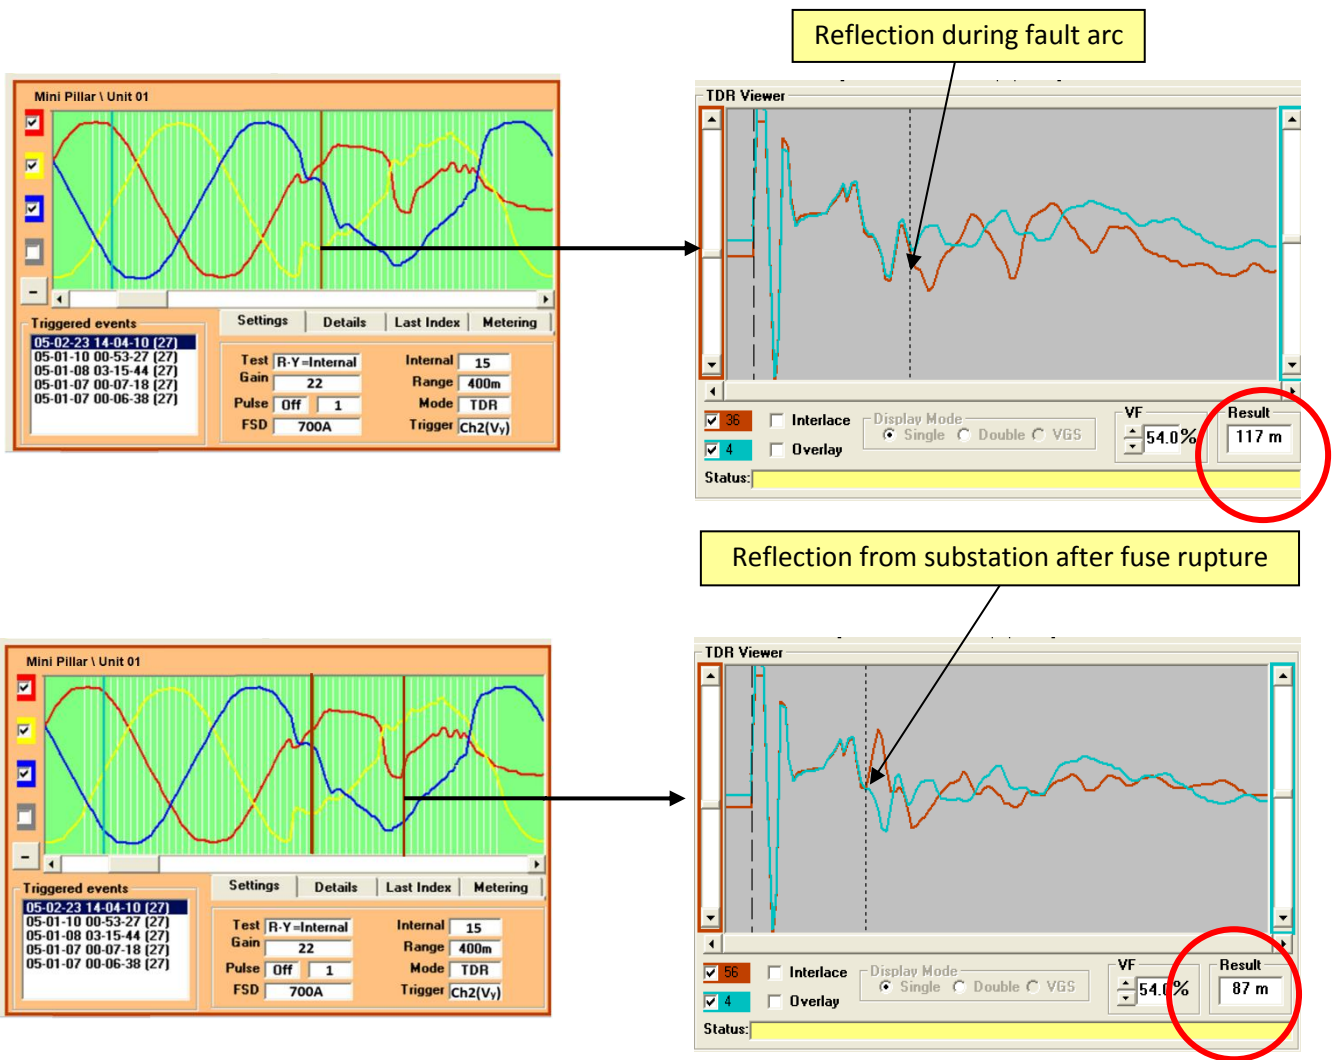 Reflection during fault arc
Mini Pillar \ Unit 01
TDR Viewer
Triggered events
05-02-23 14-04-10 (27)
05-01-10 00-53-27 (27)
05-01-08 03-15-44 (27)
05-01-07 00-07-18 (27)
05-01-07 00-06-38 (27)
Settings Details Last Index Metering
Test R-Y=Internal Internal 15
Gain 22 Range 400m
Pulse Off 1 Mode TDR
FSD 700A Trigger Ch2(Vy)
36 Interlace Display Mode VF Result
Single Double VGS 54.0% 117 m
4 Overlay
Status:
Reflection from substation after fuse rupture
Mini Pillar \ Unit 01
TDR Viewer
Triggered events
05-02-23 14-04-10 (27)
05-01-10 00-53-27 (27)
05-01-08 03-15-44 (27)
05-01-07 00-07-18 (27)
05-01-07 00-06-38 (27)
Settings Details Last Index Metering
Test R-Y=Internal Internal 15
Gain 22 Range 400m
Pulse Off 1 Mode TDR
FSD 700A Trigger Ch2(Vy)
56 Interlace Display Mode VF Result
Single Double VGS 54.0% 87 m
4 Overlay
Status: